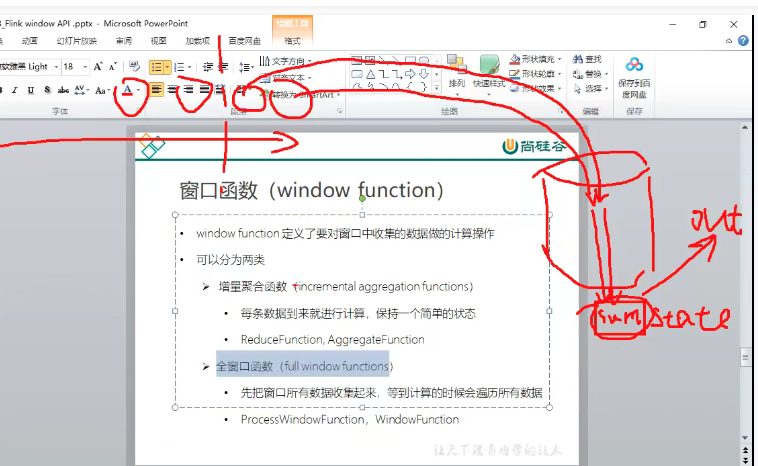 3_Flink window API .pptx - Microsoft PowerPoint
绘图工具
动画 幻灯片放映 审阅 视图 加载项 百度网盘 格式
软雅黑 Light 18
文字方向
对齐文本
转换为 SmartArt
排列 快速样式
形状填充
形状轮廓
形状效果
查找
替换
选择
保存到百度网盘
字体 段落 绘图 编辑 保存
尚硅谷
窗口函数（window function）
• window function 定义了要对窗口中收集的数据做的计算操作
• 可以分为两类
➢ 增量聚合函数（incremental aggregation functions）
• 每条数据到来就进行计算，保持一个简单的状态
• ReduceFunction, AggregateFunction
➢ 全窗口函数（full window functions）
• 先把窗口所有数据收集起来，等到计算的时候会遍历所有数据
• ProcessWindowFunction，WindowFunction
让天下没有难学的技术
out
sum state